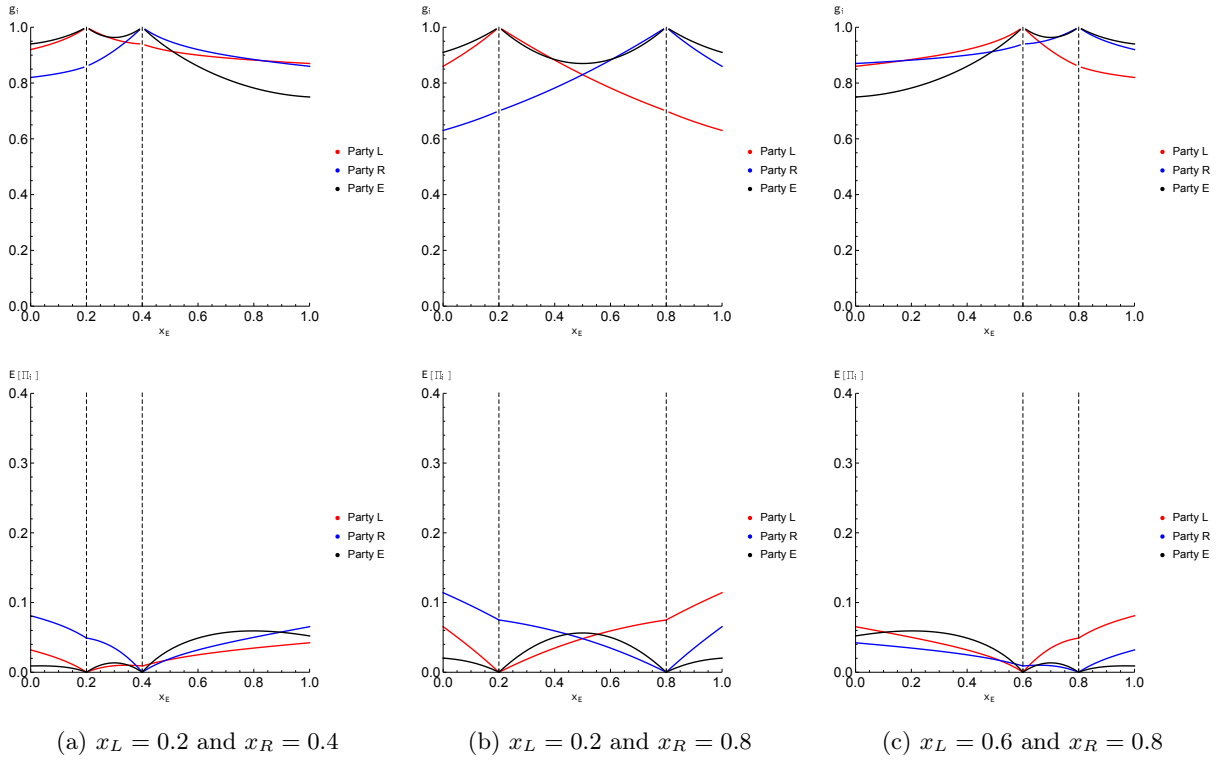 gᵢ
1.0
0.8
0.6
0.4
0.2
0.0
0.0 0.2 0.4 0.6 0.8 1.0
x_E
Party L
Party R
Party E
gᵢ
1.0
0.8
0.6
0.4
0.2
0.0
0.0 0.2 0.4 0.6 0.8 1.0
x_E
Party L
Party R
Party E
gᵢ
1.0
0.8
0.6
0.4
0.2
0.0
0.0 0.2 0.4 0.6 0.8 1.0
x_E
Party L
Party R
Party E
E[Πᵢ]
0.4
0.3
0.2
0.1
0.0
0.0 0.2 0.4 0.6 0.8 1.0
x_E
Party L
Party R
Party E
E[Πᵢ]
0.4
0.3
0.2
0.1
0.0
0.0 0.2 0.4 0.6 0.8 1.0
x_E
Party L
Party R
Party E
E[Πᵢ]
0.4
0.3
0.2
0.1
0.0
0.0 0.2 0.4 0.6 0.8 1.0
x_E
Party L
Party R
Party E
(a) x_L = 0.2 and x_R = 0.4
(b) x_L = 0.2 and x_R = 0.8
(c) x_L = 0.6 and x_R = 0.8